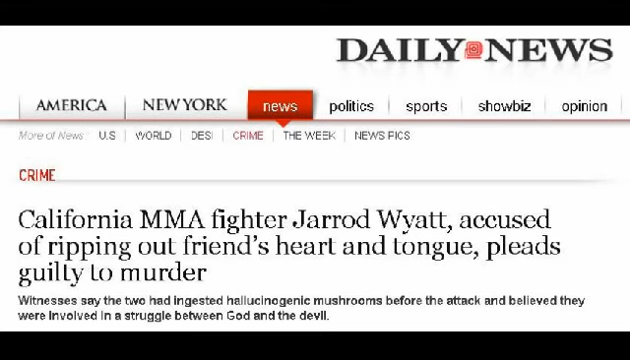 DAILY NEWS
AMERICA NEW YORK news politics sports showbiz opinion
More of News: U.S WORLD DESI CRIME THE WEEK NEWS PICS
CRIME
California MMA fighter Jarrod Wyatt, accused
of ripping out friend's heart and tongue, pleads
guilty to murder
Witnesses say the two had ingested hallucinogenic mushrooms before the attack and believed they
were involved in a struggle between God and the devil.